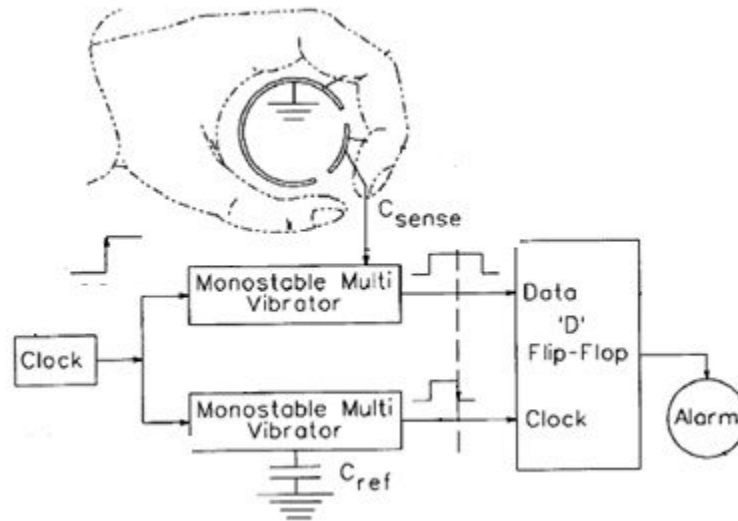 C sense
Monostable Multi
Vibrator
Data
'D'
Flip-Flop
Clock
Monostable Multi
Vibrator
Clock
Alarm
C ref